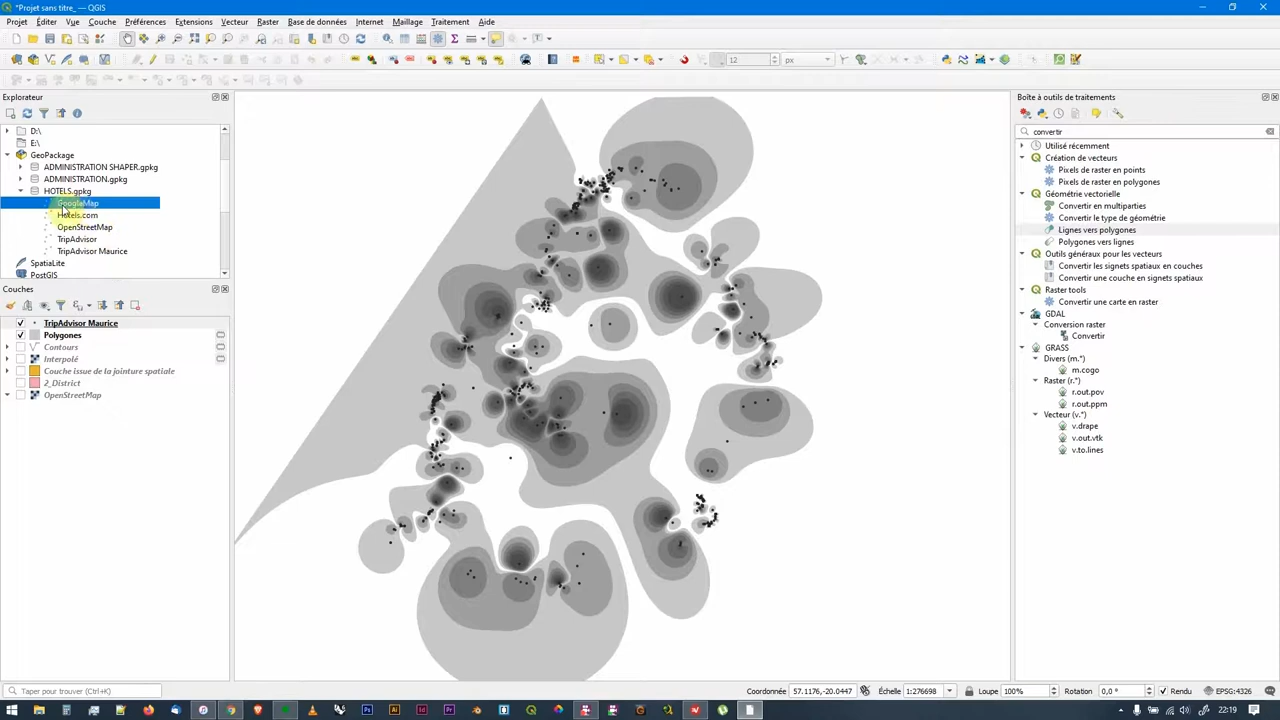 *Projet sans titre_ — QGIS
Projet Éditer Vue Couche Préférences Extensions Vecteur Raster Base de données Internet Maillage Traitement Aide
12 px
Explorateur
D:\
E:\
GeoPackage
ADMINISTRATION SHAPER.gpkg
ADMINISTRATION.gpkg
HOTELS.gpkg
GoogleMap
Hotels.com
OpenStreetMap
TripAdvisor
TripAdvisor Maurice
SpatiaLite
PostGIS
Couches
TripAdvisor Maurice
Polygones
Contours
Interpolé
Couche issue de la jointure spatiale
2_District
OpenStreetMap
Boîte à outils de traitements
convertir
Utilisé récemment
Création de vecteurs
Pixels de raster en points
Pixels de raster en polygones
Géométrie vectorielle
Convertir en multiparties
Convertir le type de géométrie
Lignes vers polygones
Polygones vers lignes
Outils généraux pour les vecteurs
Convertir les signets spatiaux en couches
Convertir une couche en signets spatiaux
Raster tools
Convertir une carte en raster
GDAL
Conversion raster
Convertir
GRASS
Divers (m.*)
m.cogo
Raster (r.*)
r.out.pov
r.out.ppm
Vecteur (v.*)
v.drape
v.out.vtk
v.to.lines
Taper pour trouver (Ctrl+K)
Coordonnée 57.1176,-20.0447 Échelle 1:276698 Loupe 100% Rotation 0,0 ° Rendu EPSG:4326
22:19